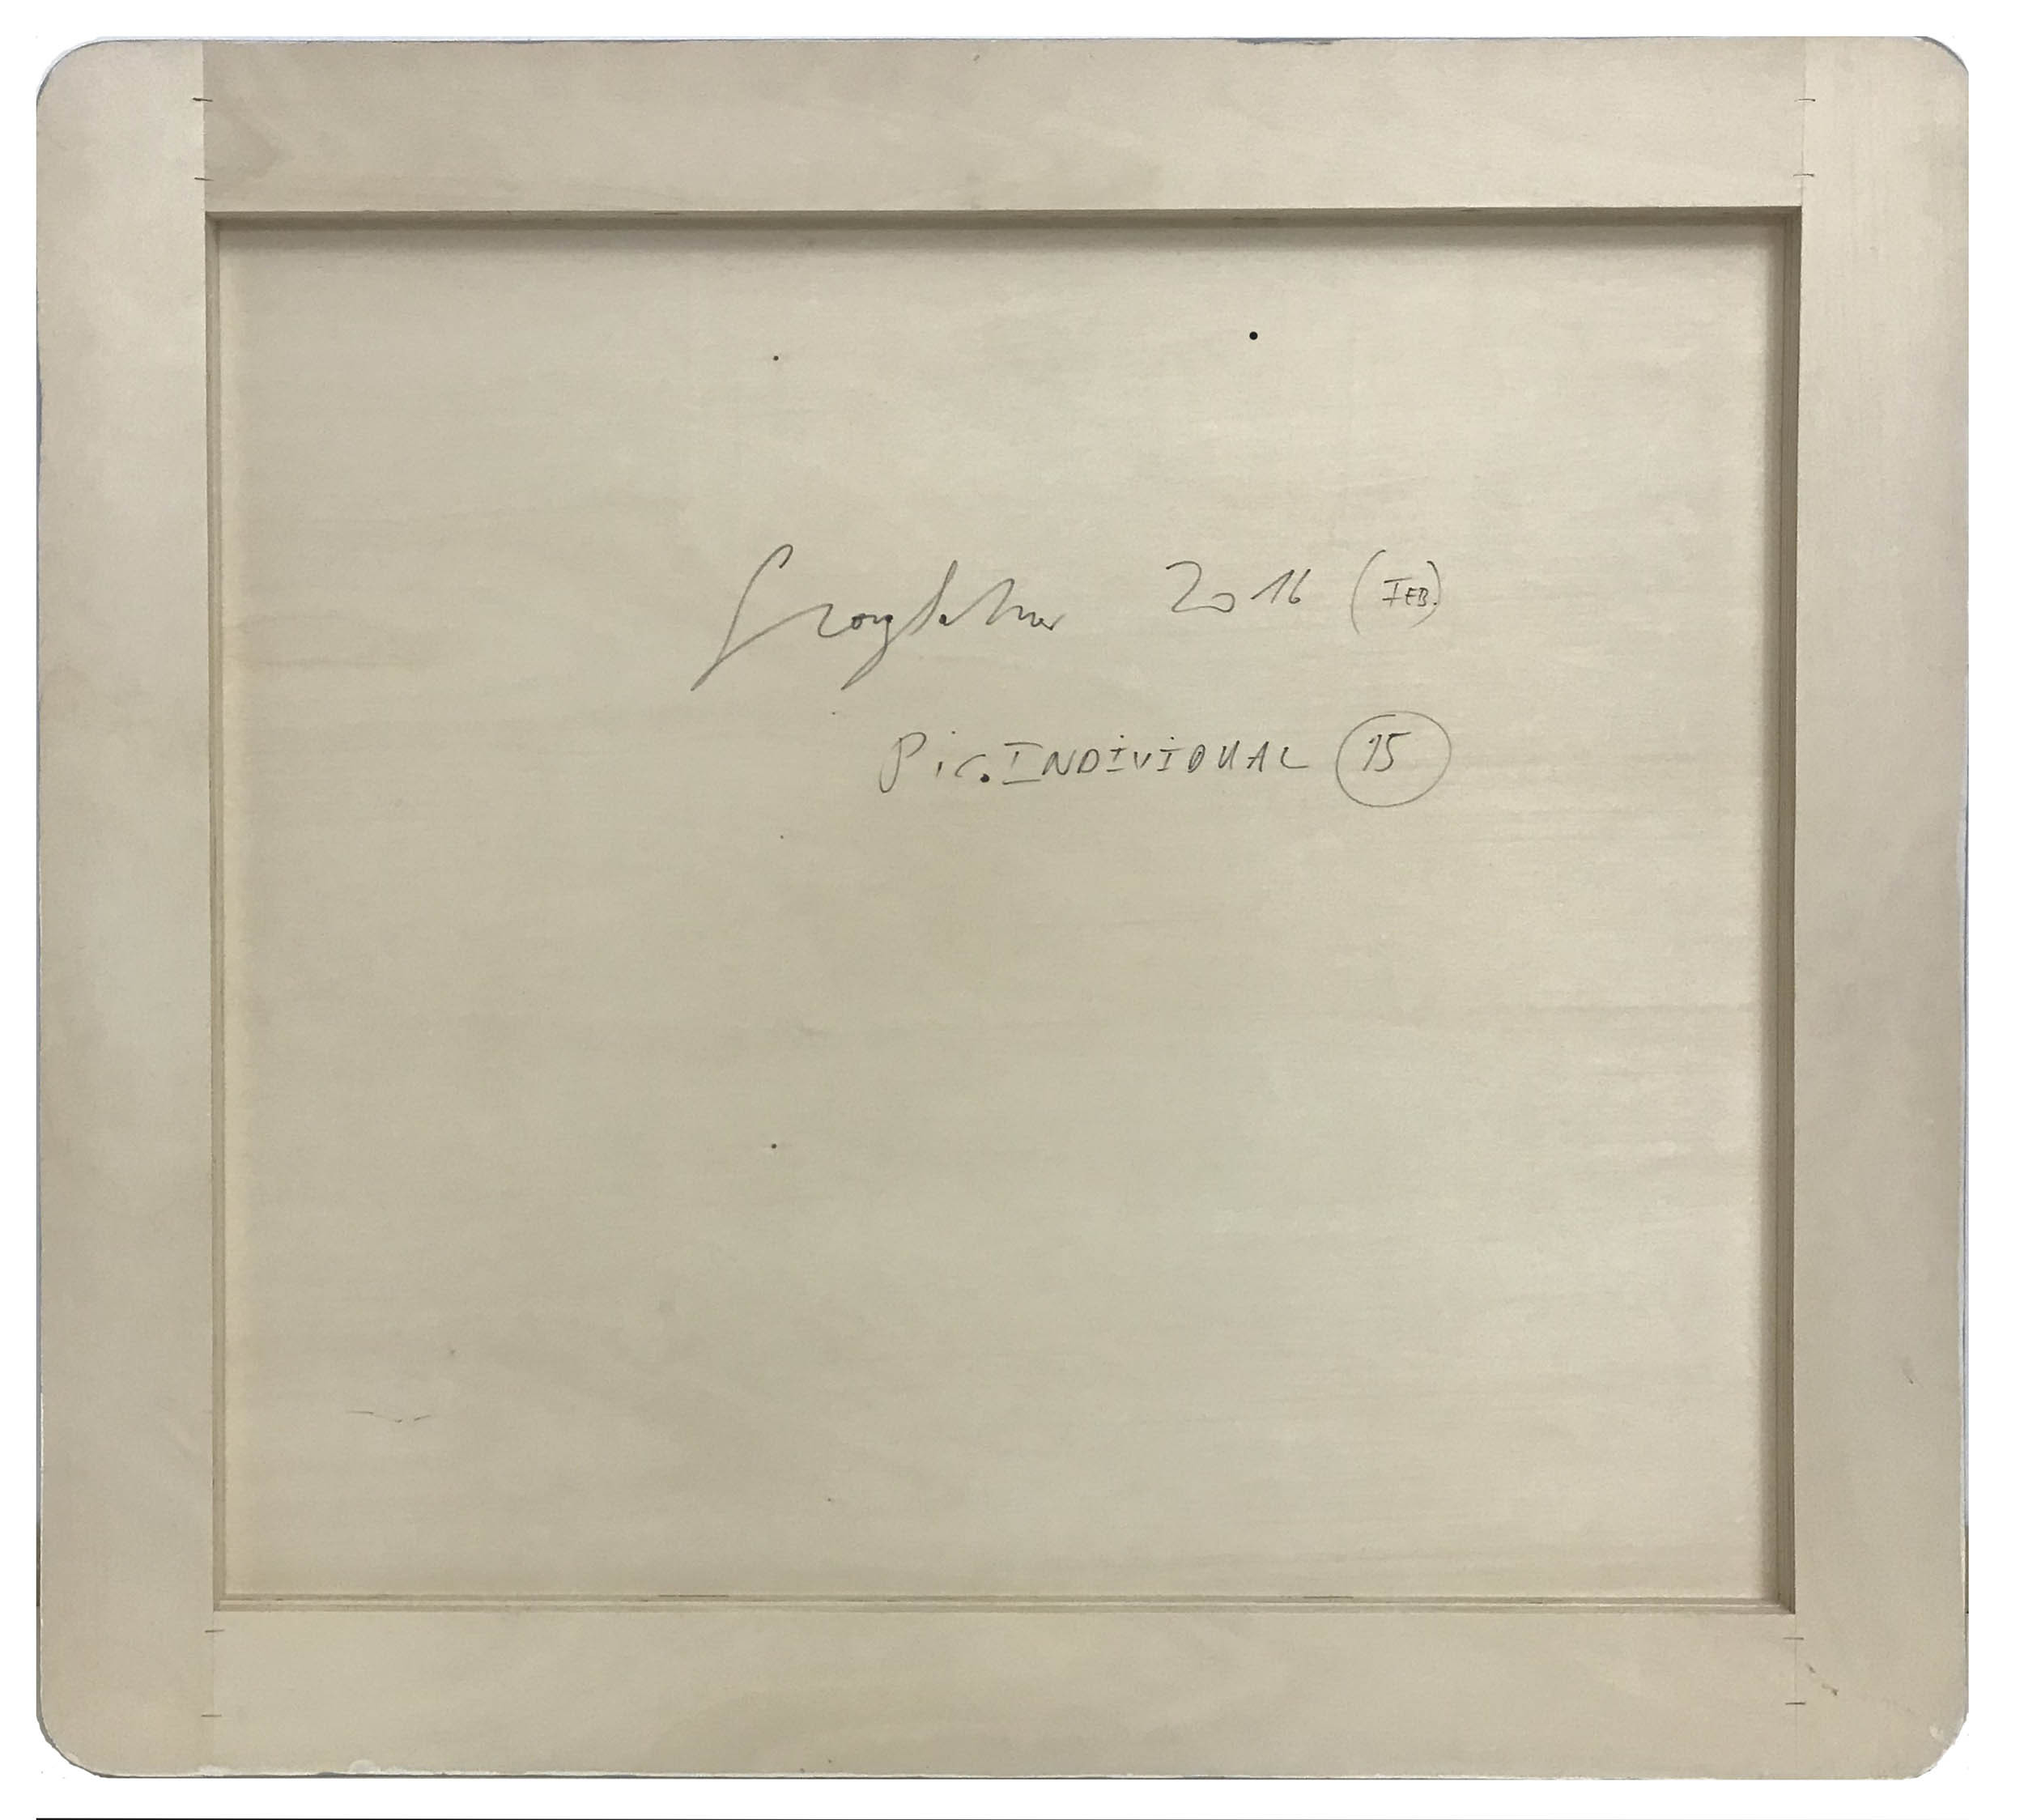 2016 (FEB.)
Pic. INDIVIDUAL 15